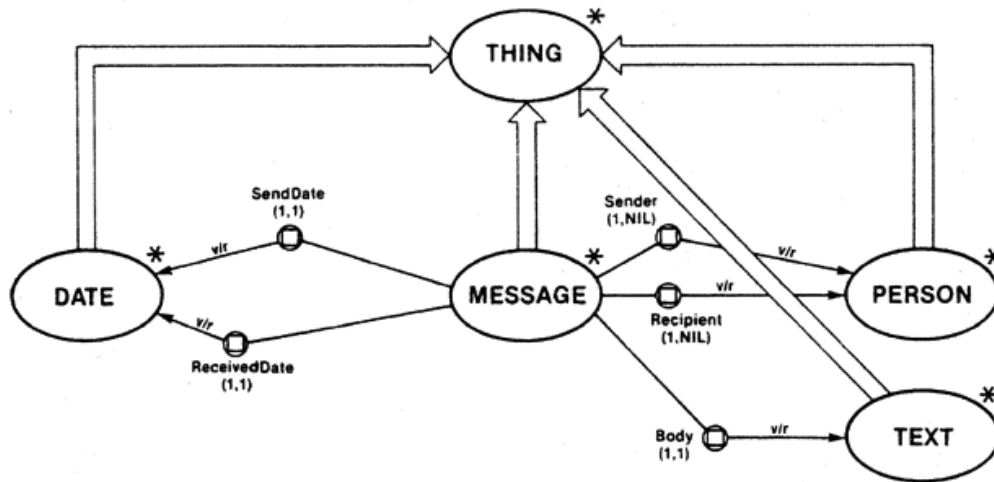 THING *
SendDate
(1,1)
v/r
Sender
(1,NIL)
v/r
DATE *
MESSAGE *
PERSON *
v/r
v/r
ReceivedDate
(1,1)
Recipient
(1,NIL)
Body
(1,1)
v/r
TEXT *